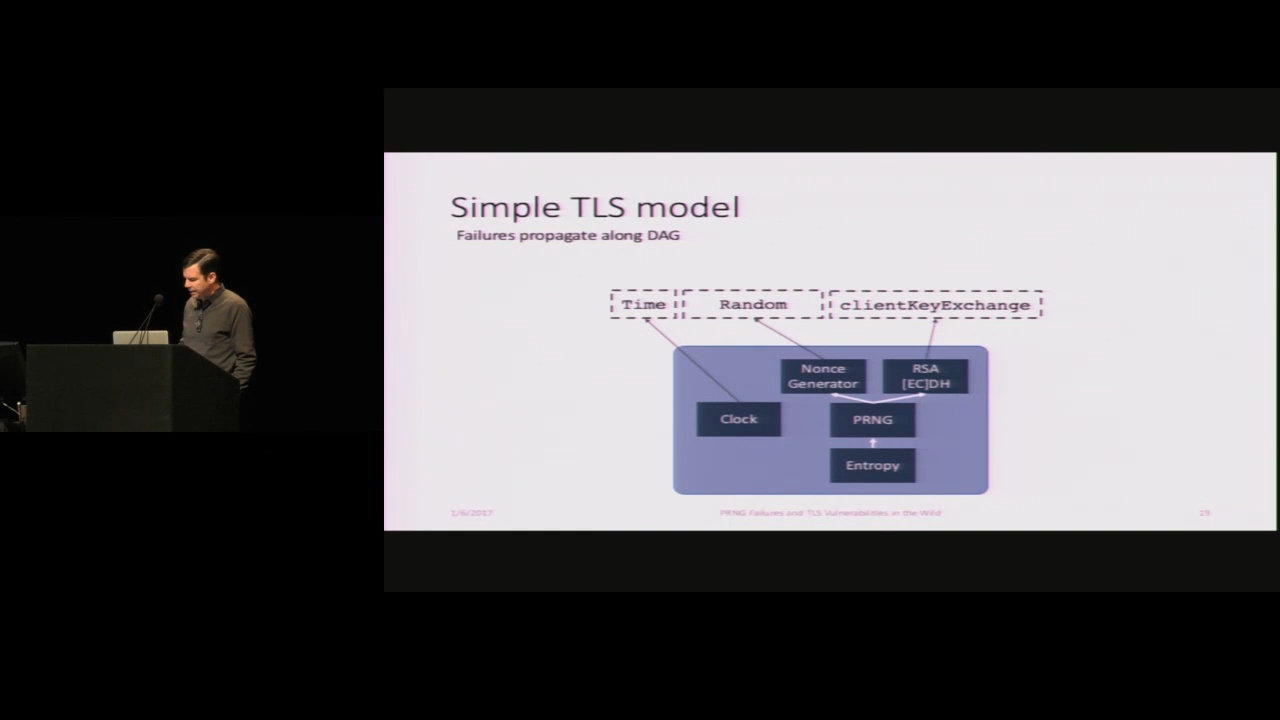 Simple TLS model
Failures propagate along DAG
Time
Random
clientKeyExchange
Nonce
Generator
RSA
[EC]DH
Clock
PRNG
Entropy
1/6/2017
PRNG Failures and TLS Vulnerabilities in the Wild
19